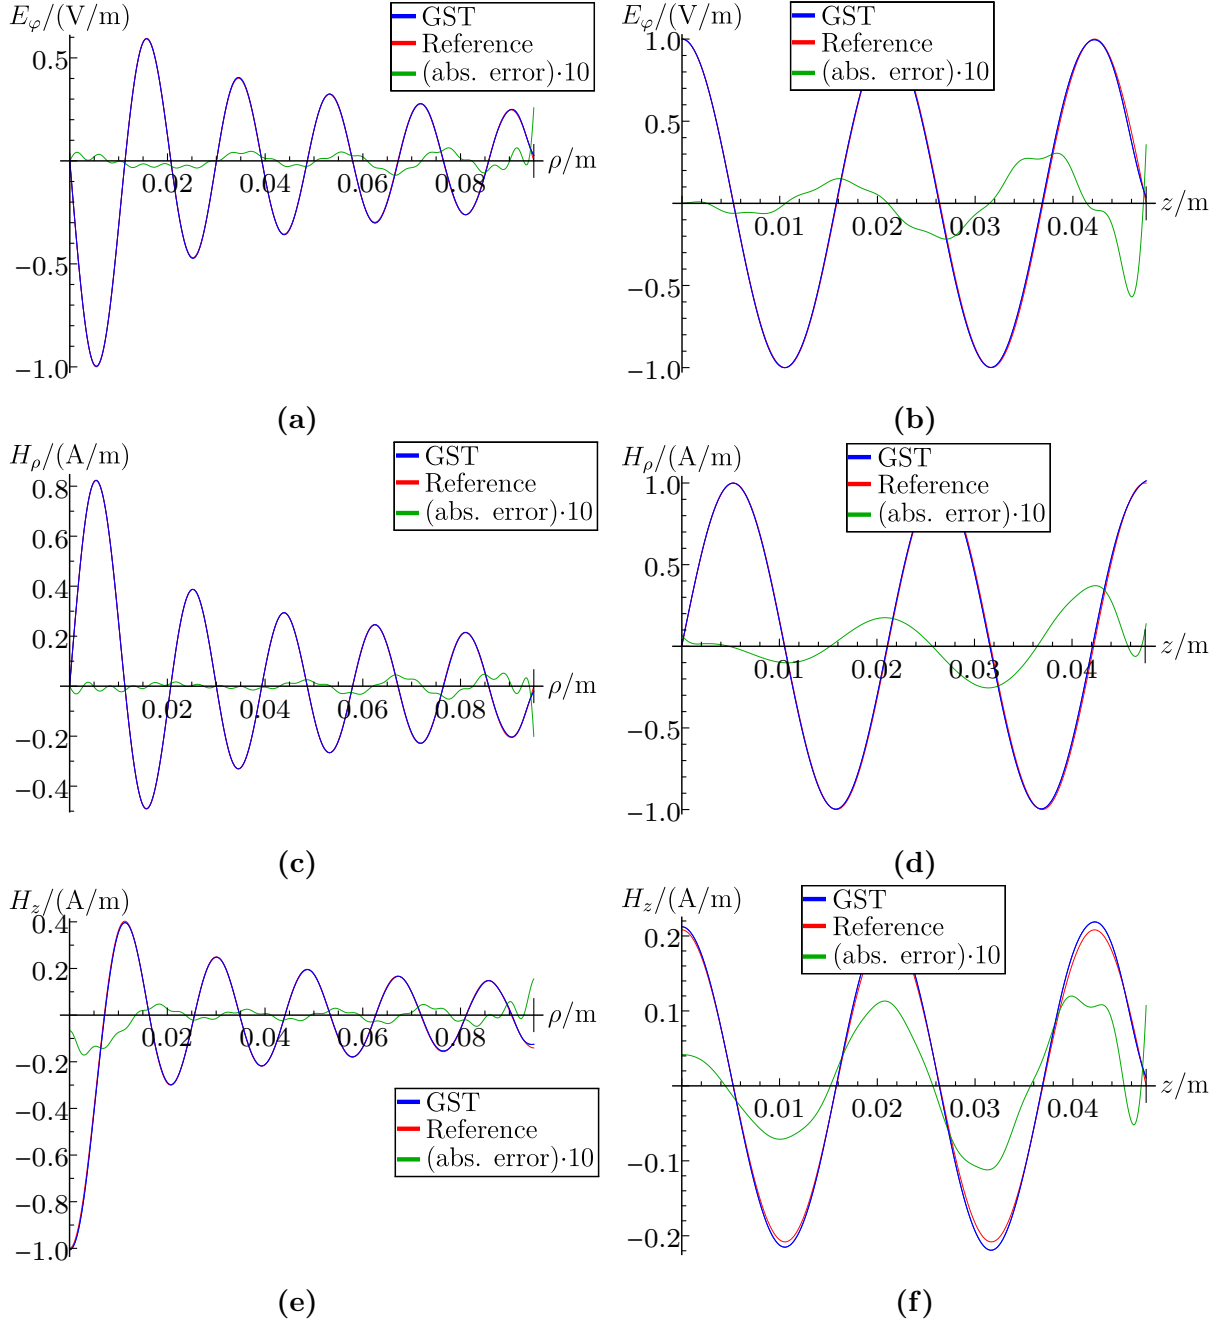 E_φ/(V/m)
GST
Reference
(abs. error)·10
0.5
−0.5
−1.0
0.02
0.04
0.06
0.08
ρ/m
(a)
E_φ/(V/m)
GST
Reference
(abs. error)·10
1.0
0.5
−0.5
−1.0
0.01
0.02
0.03
0.04
z/m
(b)
H_ρ/(A/m)
GST
Reference
(abs. error)·10
0.8
0.6
0.4
0.2
−0.2
−0.4
0.02
0.04
0.06
0.08
ρ/m
(c)
H_ρ/(A/m)
GST
Reference
(abs. error)·10
1.0
0.5
−0.5
−1.0
0.01
0.02
0.03
0.04
z/m
(d)
H_z/(A/m)
0.4
0.2
−0.2
−0.4
−0.6
−0.8
−1.0
0.02
0.04
0.06
0.08
ρ/m
GST
Reference
(abs. error)·10
(e)
H_z/(A/m)
GST
Reference
(abs. error)·10
0.2
0.1
−0.1
−0.2
0.01
0.02
0.03
0.04
z/m
(f)